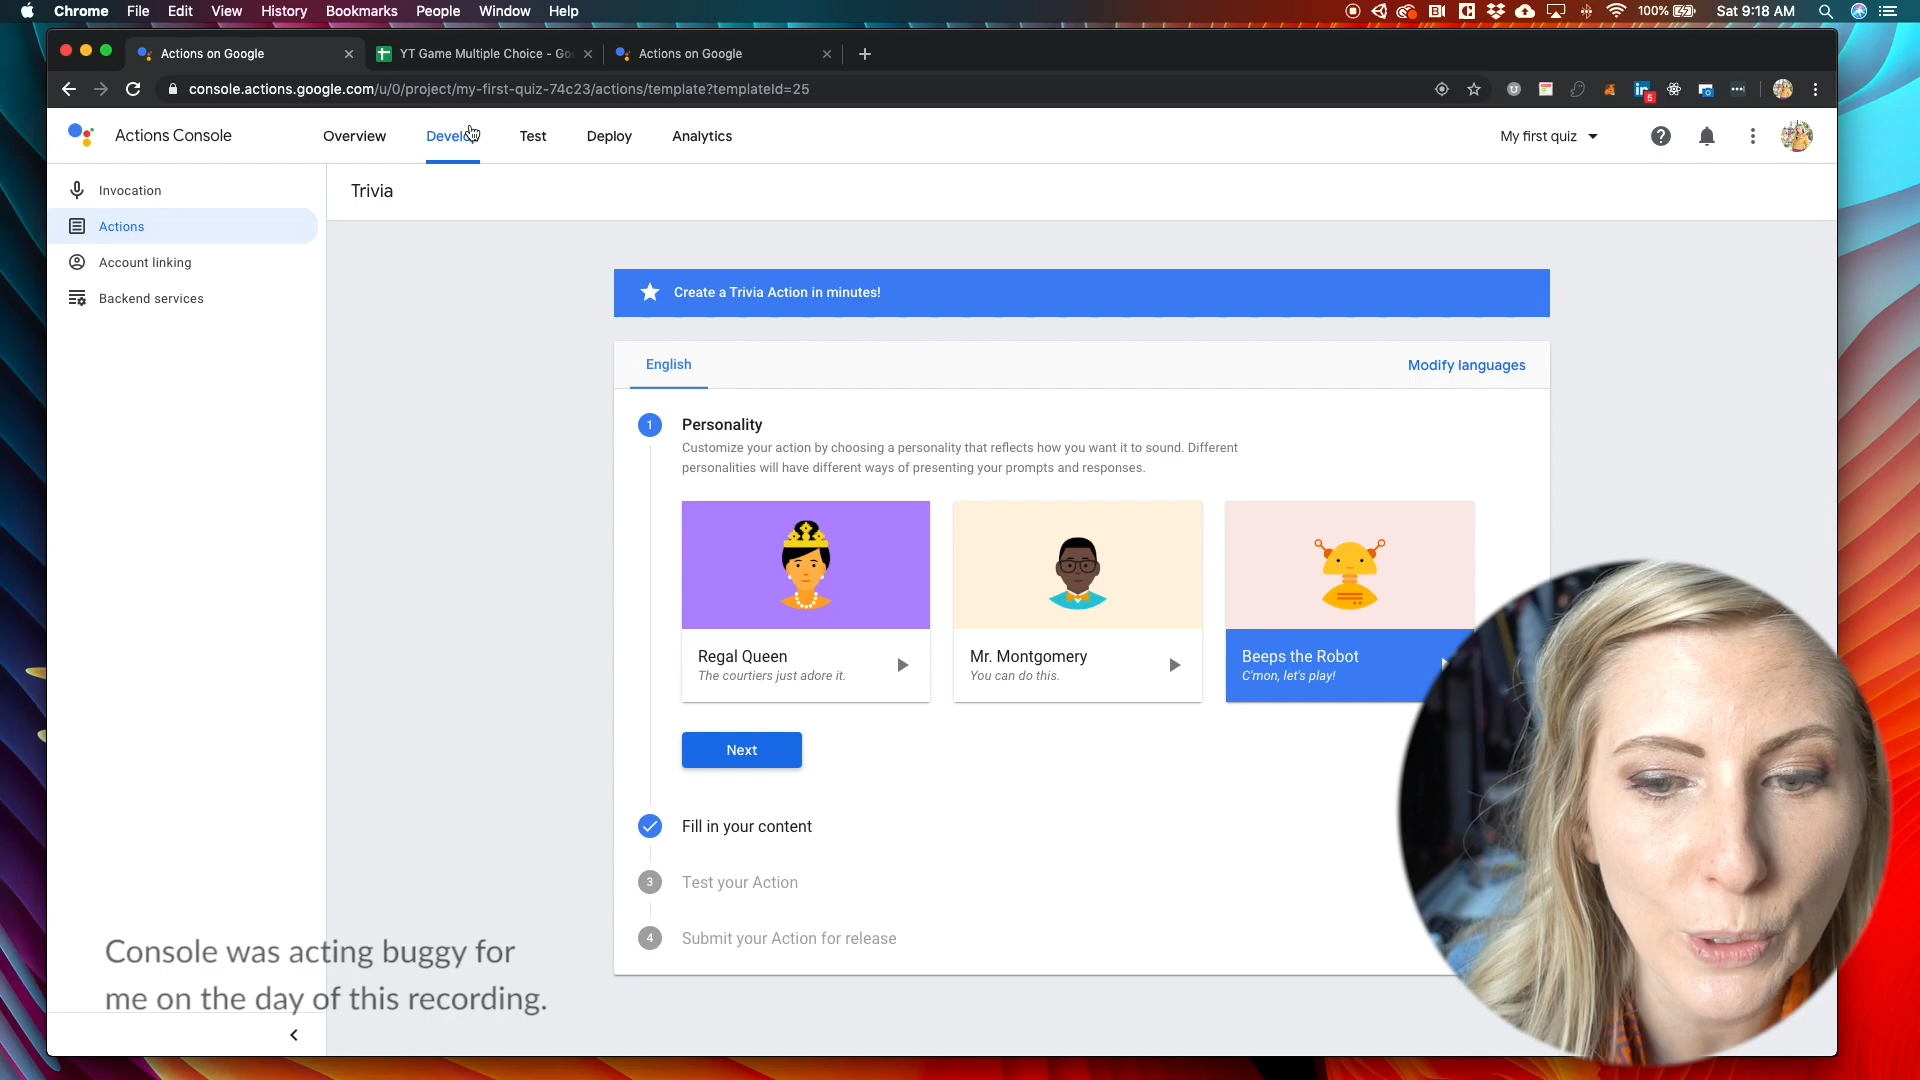 Chrome File Edit View History Bookmarks People Window Help 100% Sat 9:18 AM
Actions on Google YT Game Multiple Choice - Go Actions on Google
console.actions.google.com/u/0/project/my-first-quiz-74c23/actions/template?templateId=25
5
Actions Console Overview Develop Test Deploy Analytics My first quiz
Invocation
Actions
Account linking
Backend services
Trivia
Create a Trivia Action in minutes!
English Modify languages
1 Personality
Customize your action by choosing a personality that reflects how you want it to sound. Different
personalities will have different ways of presenting your prompts and responses.
Regal Queen
The courtiers just adore it.
Mr. Montgomery
You can do this.
Beeps the Robot
C'mon, let's play!
Next
Fill in your content
3 Test your Action
4 Submit your Action for release
Console was acting buggy for
me on the day of this recording.